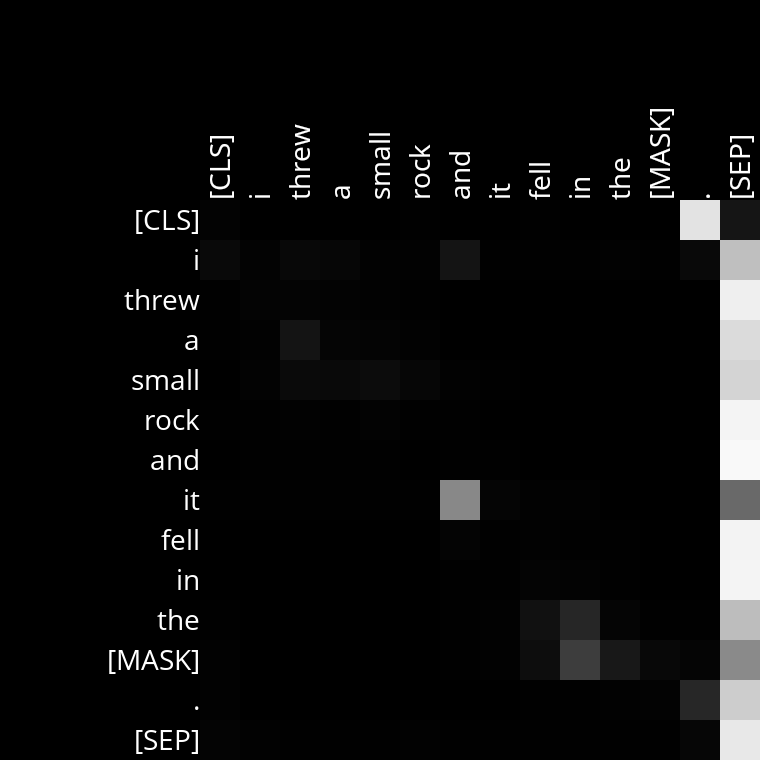 [CLS] i threw a small rock and it fell in the [MASK] . [SEP]
[CLS]
i
threw
a
small
rock
and
it
fell
in
the
[MASK]
.
[SEP]